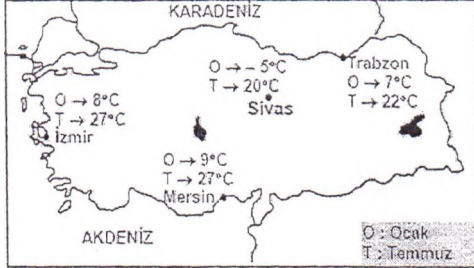 KARADENİZ
O → – 5°C
T → 20°C
Sivas
Trabzon
O → 7°C
T → 22°C
O → 8°C
T → 27°C
İzmir
O → 9°C
T → 27°C
Mersin
AKDENİZ
O : Ocak
T : Temmuz